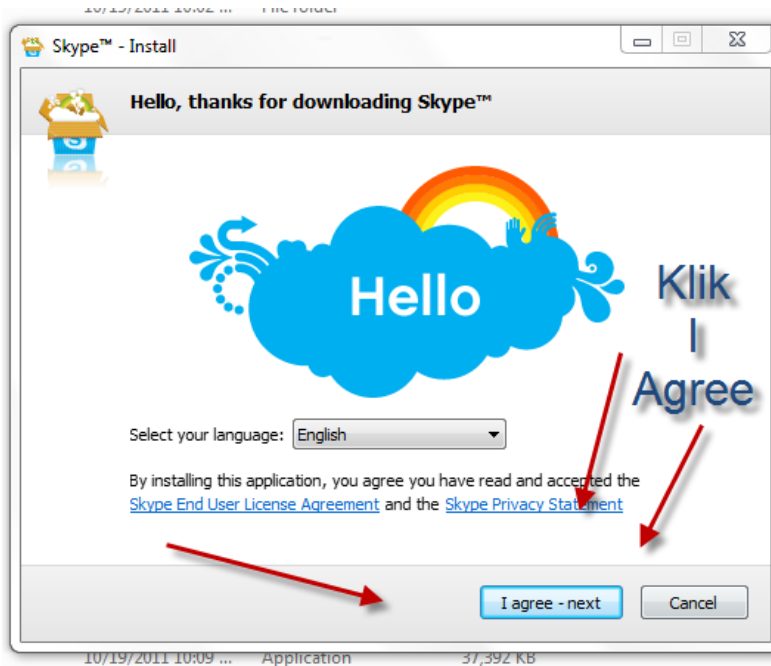 10/19/2011 10:02 ... File folder
Skype™ - Install
Hello, thanks for downloading Skype™
S
Hello
Klik
I
Agree
Select your language: English
By installing this application, you agree you have read and accepted the
Skype End User License Agreement and the Skype Privacy Statement
I agree - next Cancel
10/19/2011 10:09 ... Application 37,392 KB